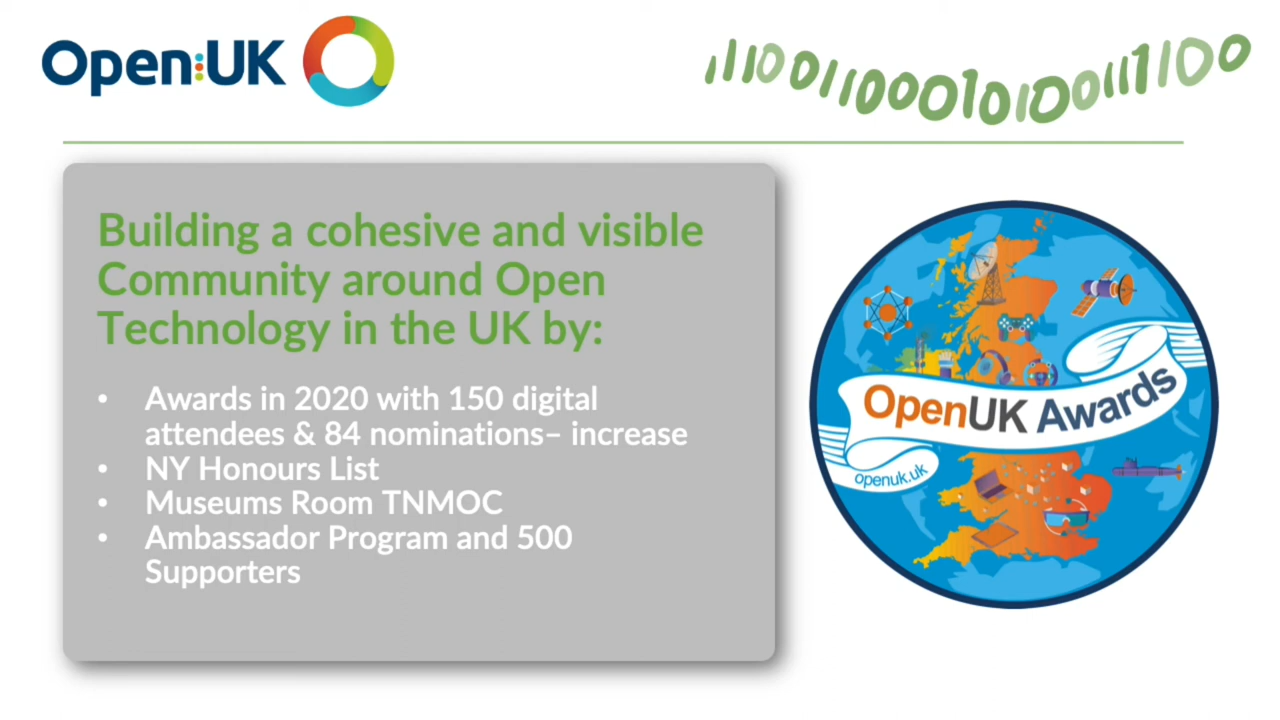 Open:UK
Building a cohesive and visible
Community around Open
Technology in the UK by:
• Awards in 2020 with 150 digital
attendees & 84 nominations– increase
• NY Honours List
• Museums Room TNMOC
• Ambassador Program and 500
Supporters
OpenUK Awards
openuk.uk